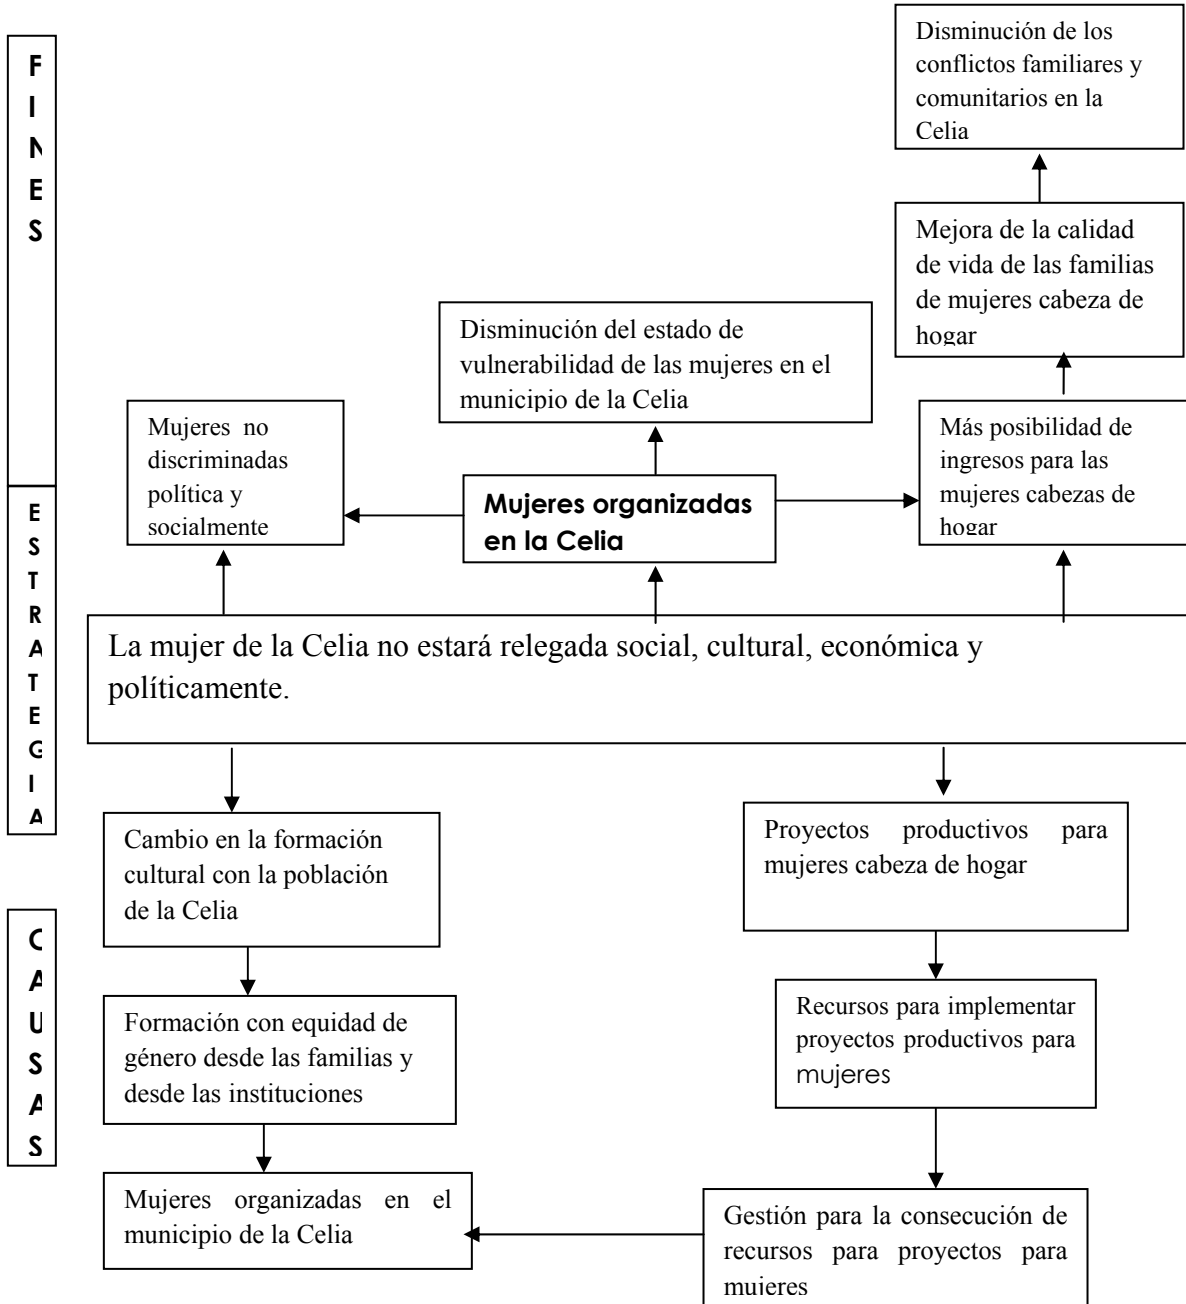 FINES
Disminución de los
conflictos familiares y
comunitarios en la
Celia
Mejora de la calidad
de vida de las familias
de mujeres cabeza de
hogar
Disminución del estado de
vulnerabilidad de las mujeres en el
municipio de la Celia
Mujeres no
discriminadas
política y
socialmente
Mujeres organizadas
en la Celia
Más posibilidad de
ingresos para las
mujeres cabezas de
hogar
ESTRATEGIA
La mujer de la Celia no estará relegada social, cultural, económica y
políticamente.
Cambio en la formación
cultural con la población
de la Celia
Proyectos productivos para
mujeres cabeza de hogar
CAUSAS
Formación con equidad de
género desde las familias y
desde las instituciones
Recursos para implementar
proyectos productivos para
mujeres
Mujeres organizadas en el
municipio de la Celia
Gestión para la consecución de
recursos para proyectos para
mujeres